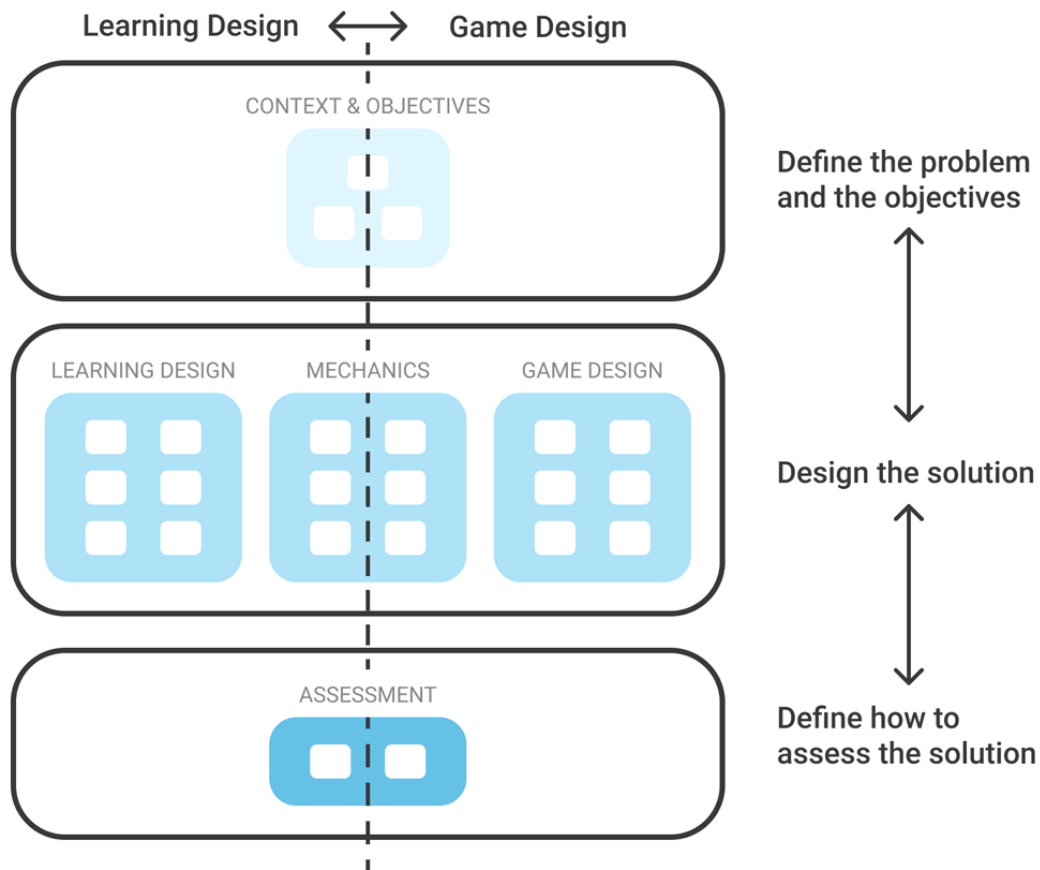 Learning Design
Game Design
CONTEXT & OBJECTIVES
Define the problem
and the objectives
LEARNING DESIGN
MECHANICS
GAME DESIGN
Design the solution
ASSESSMENT
Define how to
assess the solution